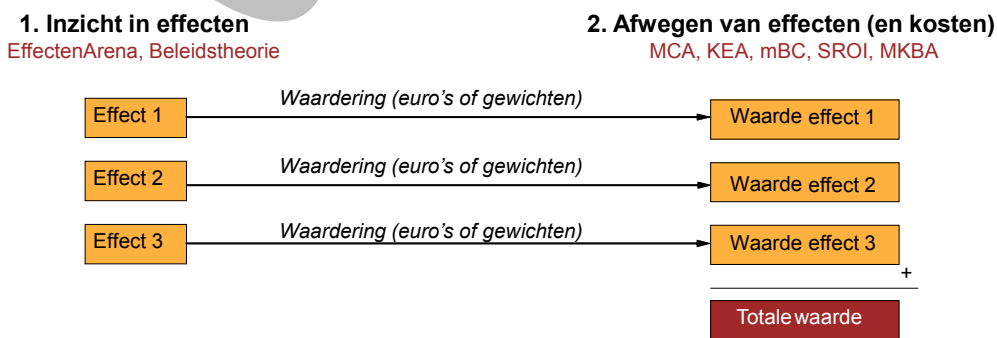 1. Inzicht in effecten
EffectenArena, Beleidstheorie
2. Afwegen van effecten (en kosten)
MCA, KEA, mBC, SROI, MKBA
Effect 1
Waardering (euro's of gewichten)
Waarde effect 1
Effect 2
Waardering (euro's of gewichten)
Waarde effect 2
Effect 3
Waardering (euro's of gewichten)
Waarde effect 3
+
Totale waarde